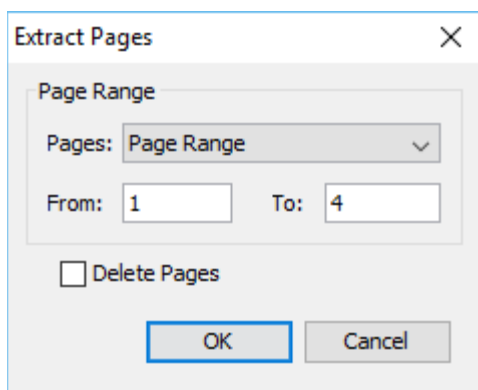 Extract Pages
Page Range
Pages: Page Range
From: 1 To: 4
Delete Pages
OK Cancel